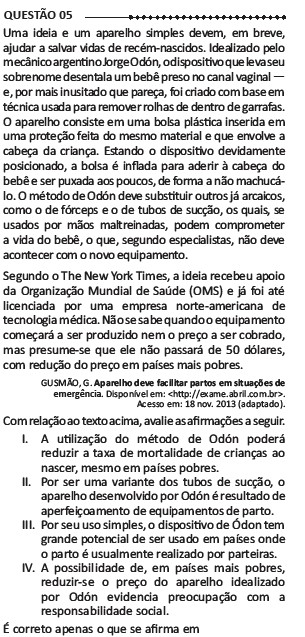 QUESTÃO 05
Uma ideia e um aparelho simples devem, em breve,
ajudar a salvar vidas de recém-nascidos. Idealizado pelo
mecânico argentino Jorge Odón, o dispositivo que leva seu
sobrenome desentala um bebê preso no canal vaginal —
e, por mais inusitado que pareça, foi criado com base em
técnica usada para remover rolhas de dentro de garrafas.
O aparelho consiste em uma bolsa plástica inserida em
uma proteção feita do mesmo material e que envolve a
cabeça da criança. Estando o dispositivo devidamente
posicionado, a bolsa é inflada para aderir à cabeça do
bebê e ser puxada aos poucos, de forma a não machucá-
lo. O método de Odón deve substituir outros já arcaicos,
como o de fórceps e o de tubos de sucção, os quais, se
usados por mãos maltreinadas, podem comprometer
a vida do bebê, o que, segundo especialistas, não deve
acontecer com o novo equipamento.
Segundo o The New York Times, a ideia recebeu apoio
da Organização Mundial de Saúde (OMS) e já foi até
licenciada por uma empresa norte-americana de
tecnologia médica. Não se sabe quando o equipamento
começará a ser produzido nem o preço a ser cobrado,
mas presume-se que ele não passará de 50 dólares,
com redução do preço em países mais pobres.
GUSMÃO, G. Aparelho deve facilitar partos em situações de
emergência. Disponível em: <http://exame.abril.com.br>.
Acesso em: 18 nov. 2013 (adaptado).
Com relação ao texto acima, avalie as afirmações a seguir.
I. A utilização do método de Odón poderá
reduzir a taxa de mortalidade de crianças ao
nascer, mesmo em países pobres.
II. Por ser uma variante dos tubos de sucção, o
aparelho desenvolvido por Odón é resultado de
aperfeiçoamento de equipamentos de parto.
III. Por seu uso simples, o dispositivo de Ódon tem
grande potencial de ser usado em países onde
o parto é usualmente realizado por parteiras.
IV. A possibilidade de, em países mais pobres,
reduzir-se o preço do aparelho idealizado
por Odón evidencia preocupação com a
responsabilidade social.
É correto apenas o que se afirma em